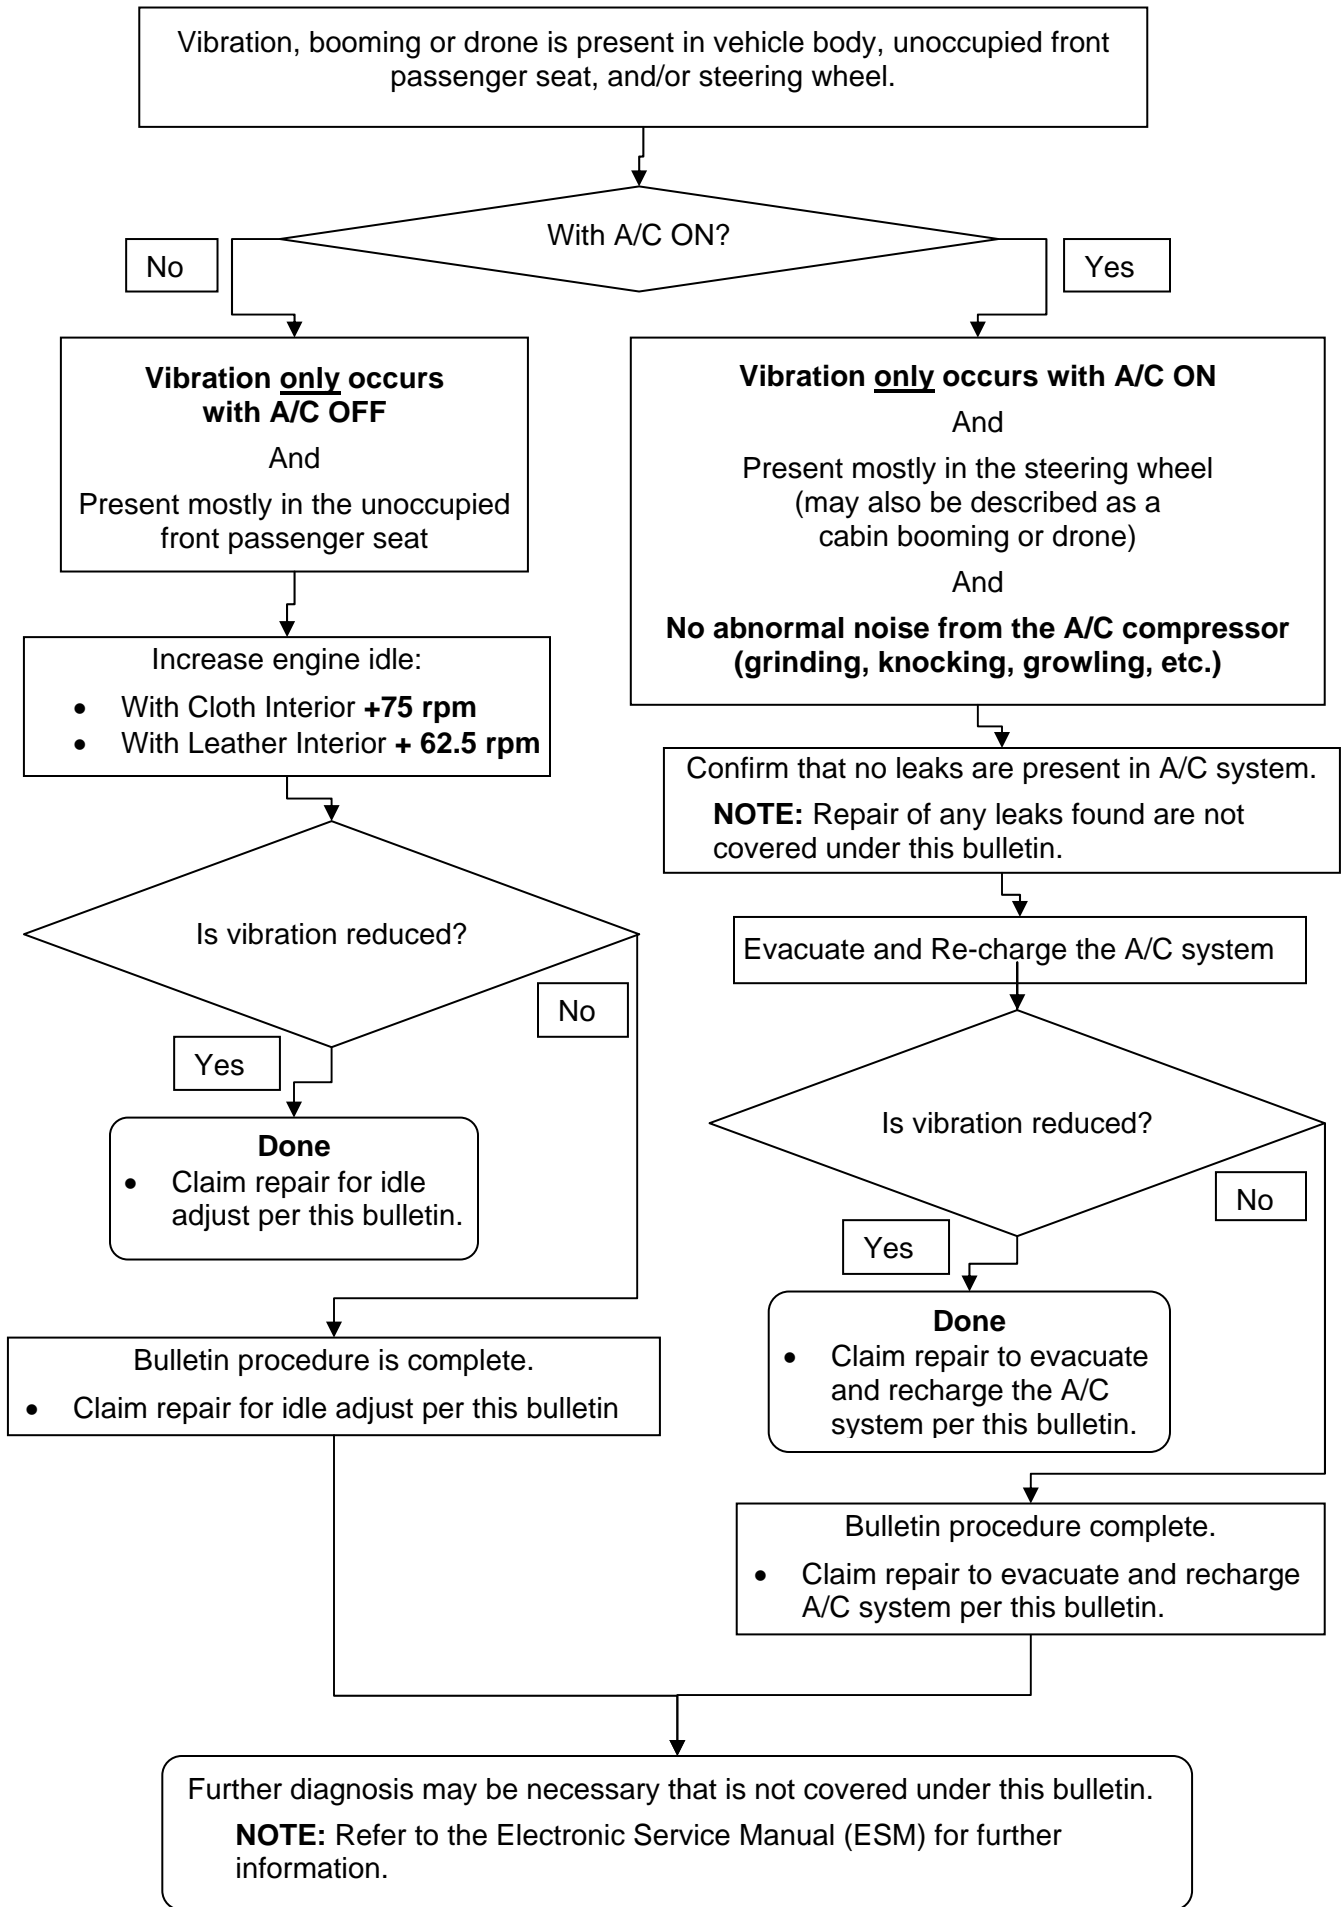 Vibration, booming or drone is present in vehicle body, unoccupied front
passenger seat, and/or steering wheel.
With A/C ON?
No
Yes
Vibration only occurs
with A/C OFF
And
Present mostly in the unoccupied
front passenger seat
Increase engine idle:
• With Cloth Interior +75 rpm
• With Leather Interior + 62.5 rpm
Is vibration reduced?
No
Yes
Done
• Claim repair for idle
adjust per this bulletin.
Bulletin procedure is complete.
• Claim repair for idle adjust per this bulletin
Vibration only occurs with A/C ON
And
Present mostly in the steering wheel
(may also be described as a
cabin booming or drone)
And
No abnormal noise from the A/C compressor
(grinding, knocking, growling, etc.)
Confirm that no leaks are present in A/C system.
NOTE: Repair of any leaks found are not
covered under this bulletin.
Evacuate and Re-charge the A/C system
Is vibration reduced?
No
Yes
Done
• Claim repair to evacuate
and recharge the A/C
system per this bulletin.
Bulletin procedure complete.
• Claim repair to evacuate and recharge
A/C system per this bulletin.
Further diagnosis may be necessary that is not covered under this bulletin.
NOTE: Refer to the Electronic Service Manual (ESM) for further
information.